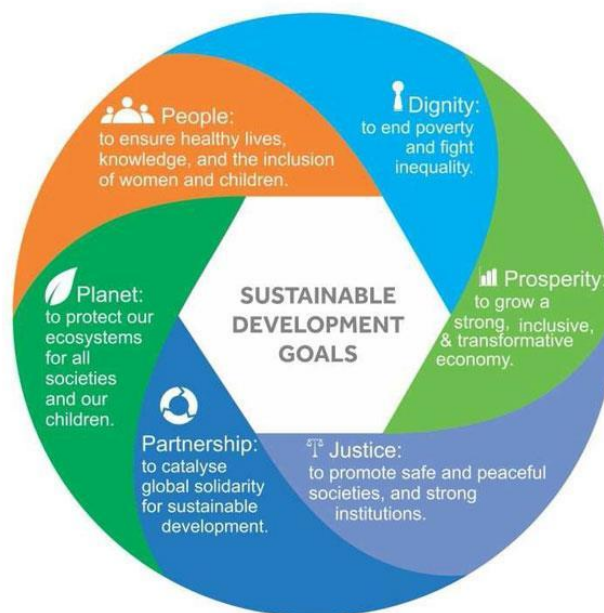 People:
to ensure healthy lives,
knowledge, and the inclusion
of women and children.
Dignity:
to end poverty
and fight
inequality.
Prosperity:
to grow a
strong, inclusive,
& transformative
economy.
Justice:
to promote safe and peaceful
societies, and strong
institutions.
Partnership:
to catalyse
global solidarity
for sustainable
development.
Planet:
to protect our
ecosystems
for all
societies
and our
children.
SUSTAINABLE
DEVELOPMENT
GOALS